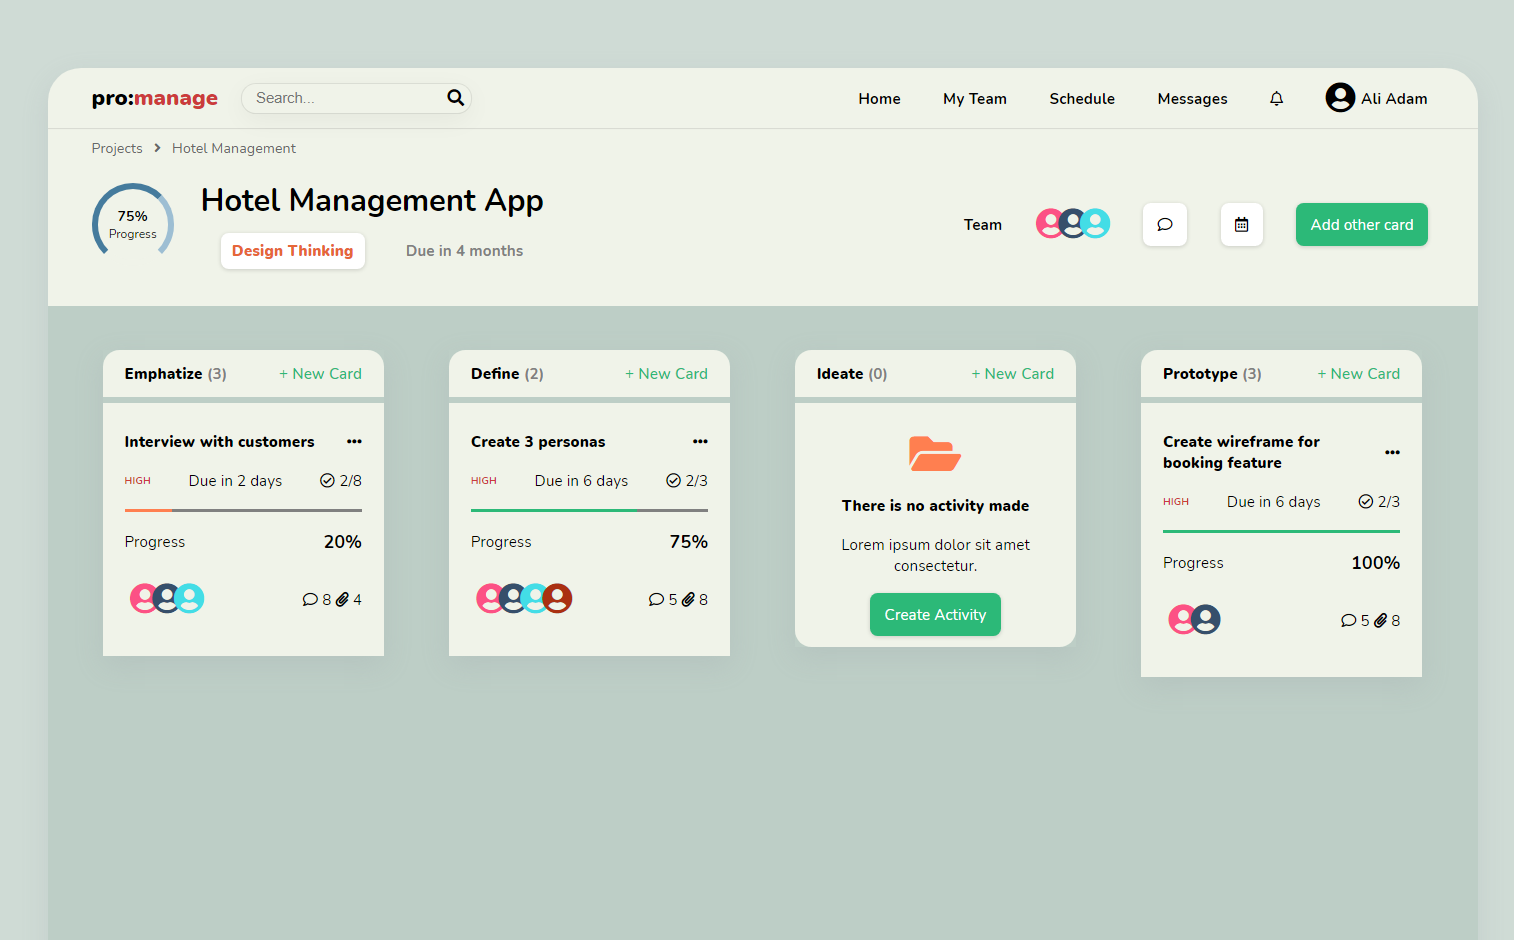 pro:manage
Search...
Home
My Team
Schedule
Messages
Ali Adam
Projects
Hotel Management
75%
Progress
Hotel Management App
Design Thinking
Due in 4 months
Team
Add other card
Emphatize (3)
+ New Card
Interview with customers
HIGH
Due in 2 days
2/8
Progress
20%
8
4
Define (2)
+ New Card
Create 3 personas
HIGH
Due in 6 days
2/3
Progress
75%
5
8
Ideate (0)
+ New Card
There is no activity made
Lorem ipsum dolor sit amet
consectetur.
Create Activity
Prototype (3)
+ New Card
Create wireframe for
booking feature
HIGH
Due in 6 days
2/3
Progress
100%
5
8